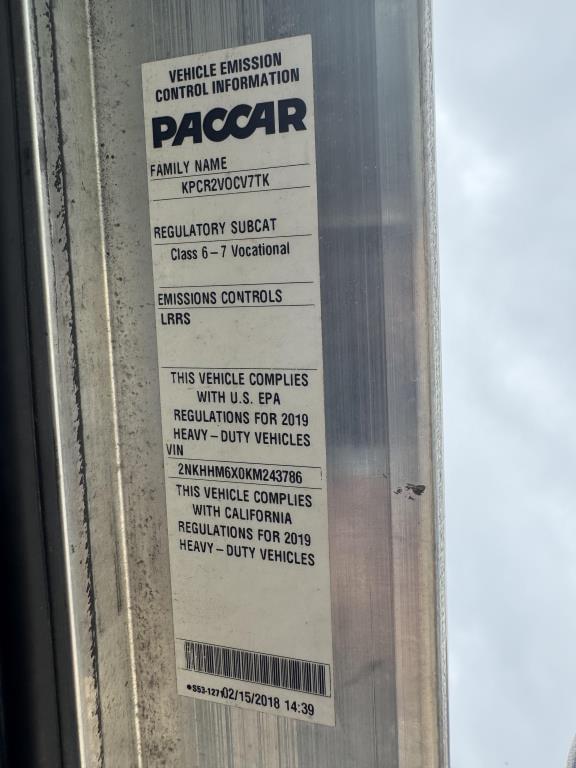 VEHICLE EMISSION
CONTROL INFORMATION
PACCAR
FAMILY NAME
KPCR2VOCV7TK
REGULATORY SUBCAT
Class 6-7 Vocational
EMISSIONS CONTROLS
LRRS
THIS VEHICLE COMPLIES
WITH U.S. EPA
REGULATIONS FOR 2019
HEAVY-DUTY VEHICLES
VIN
2NKHHM6X0KM243786
THIS VEHICLE COMPLIES
WITH CALIFORNIA
REGULATIONS FOR 2019
HEAVY-DUTY VEHICLES
•S53-1271 02/15/2018 14:39